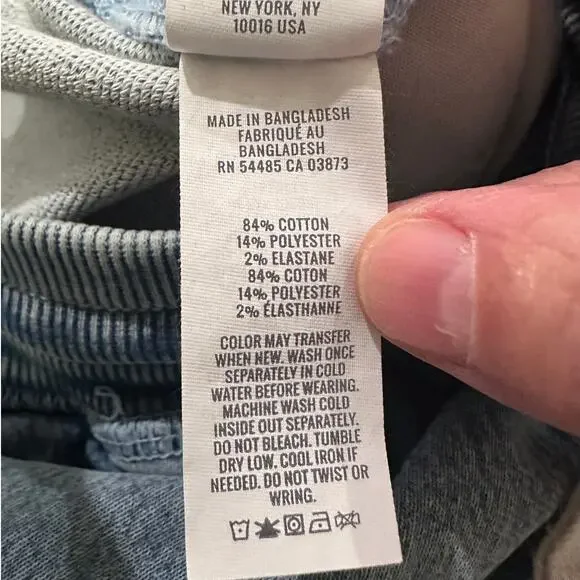 NEW YORK, NY
10016 USA
MADE IN BANGLADESH
FABRIQUÉ AU
BANGLADESH
RN 54485 CA 03873
84% COTTON
14% POLYESTER
2% ELASTANE
84% COTON
14% POLYESTER
2% ÉLASTHANNE
COLOR MAY TRANSFER
WHEN NEW. WASH ONCE
SEPARATELY IN COLD
WATER BEFORE WEARING.
MACHINE WASH COLD
INSIDE OUT SEPARATELY.
DO NOT BLEACH. TUMBLE
DRY LOW. COOL IRON IF
NEEDED. DO NOT TWIST OR
WRING.